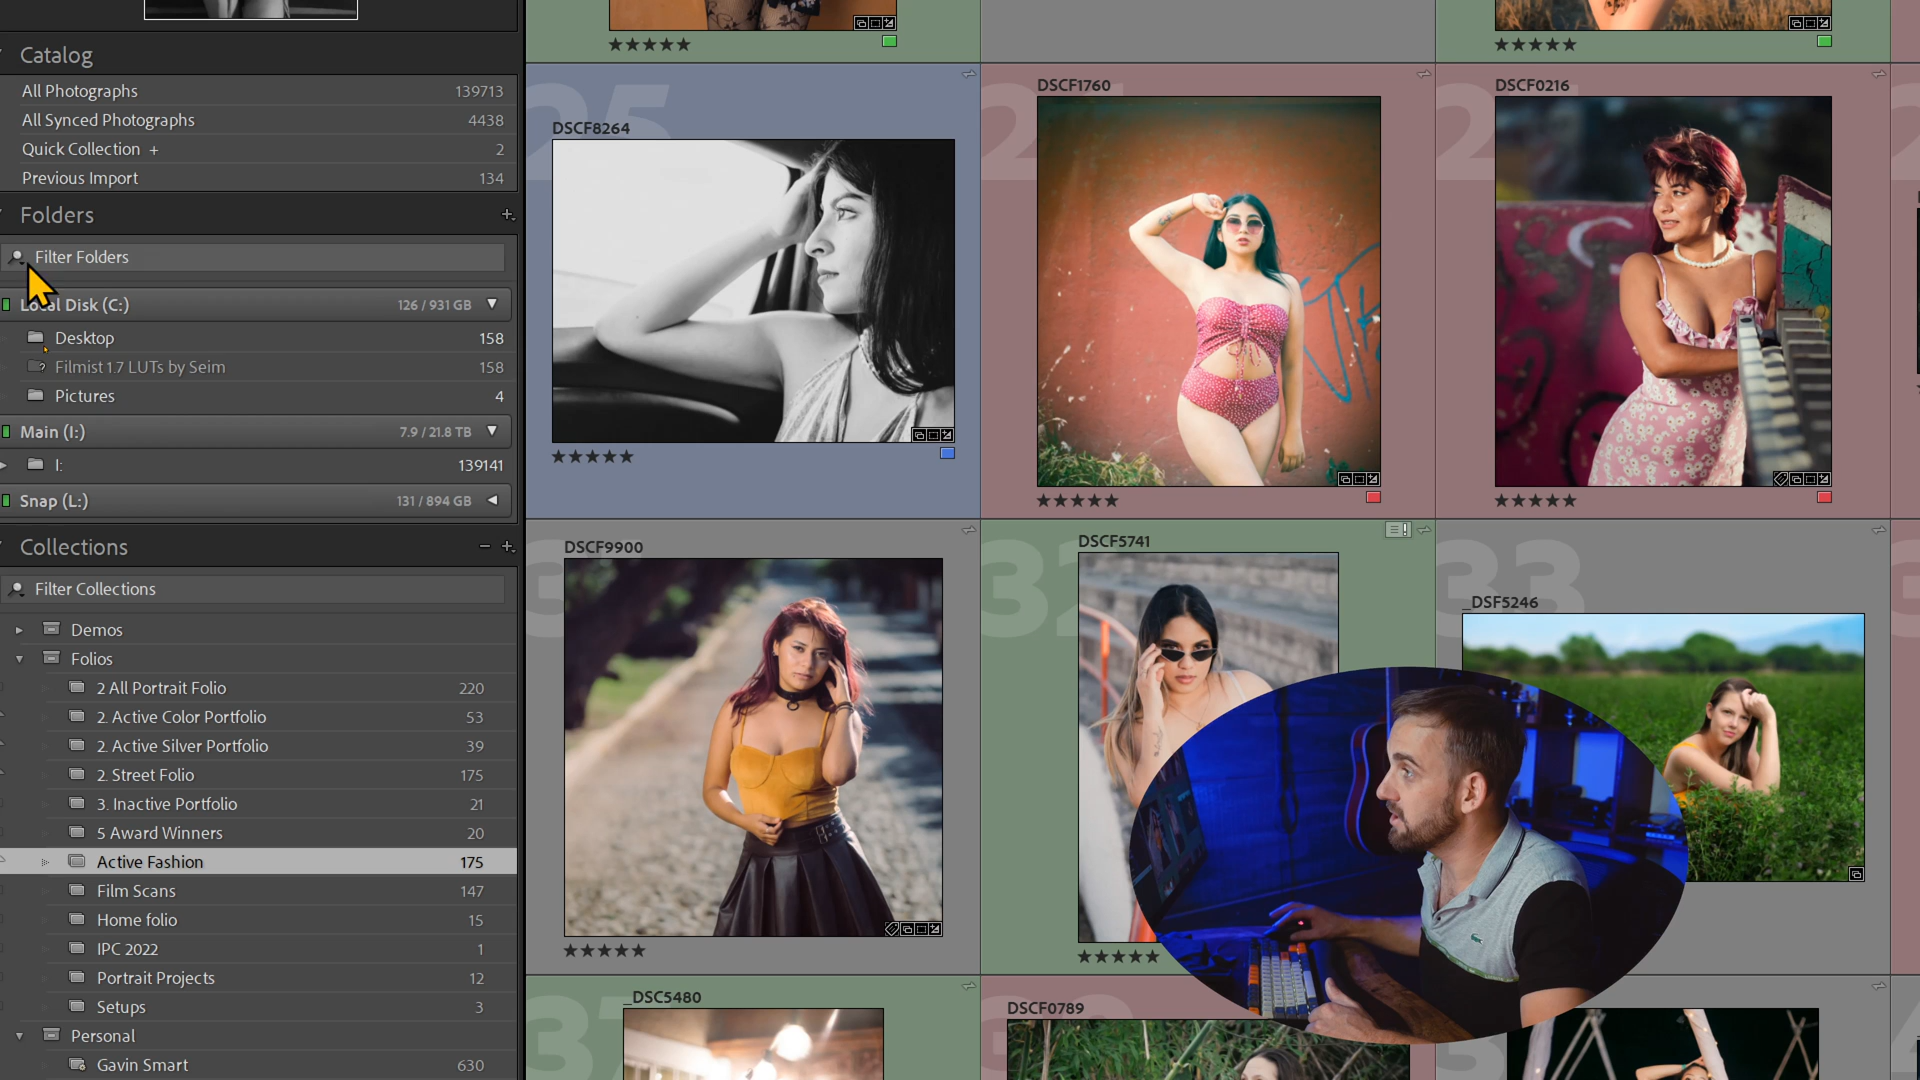 Catalog
All Photographs 139713
All Synced Photographs 4438
Quick Collection + 2
Previous Import 134
Folders
Filter Folders
Local Disk (C:) 126 / 931 GB
Desktop 158
Filmist 1.7 LUTs by Seim 158
Pictures 4
Main (I:) 7.9 / 21.8 TB
I: 139141
Snap (L:) 131 / 894 GB
Collections
Filter Collections
Demos
Folios
2 All Portrait Folio 220
2. Active Color Portfolio 53
2. Active Silver Portfolio 39
2. Street Folio 175
3. Inactive Portfolio 21
5 Award Winners 20
Active Fashion 175
Film Scans 147
Home folio 15
IPC 2022 1
Portrait Projects 12
Setups 3
Personal
Gavin Smart 630
25
DSCF8264
DSCF1760
DSCF0216
DSCF9900
32
DSCF5741
33
_DSF5246
37
_DSC5480
DSCF0789